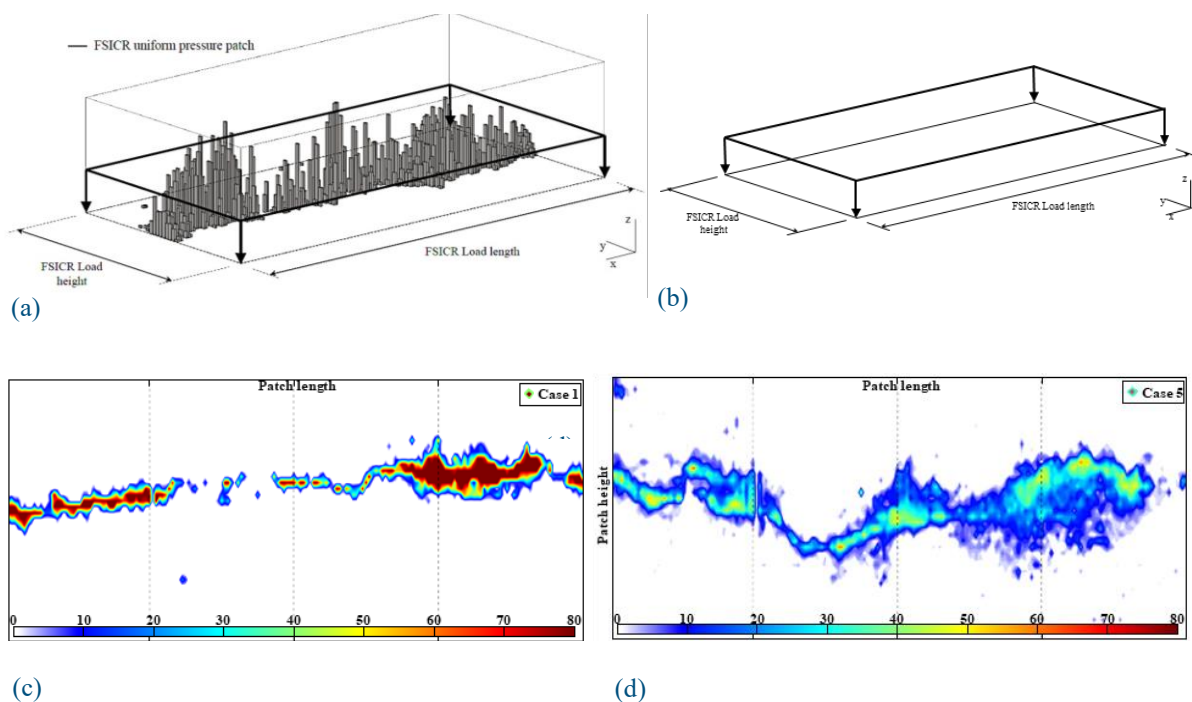 FSICR uniform pressure patch
z
y
x
FSICR Load
height
FSICR Load length
(a)
z
y
x
FSICR Load
height
FSICR Load length
(b)
Patch length
Case 1
0 10 20 30 40 50 60 70 80
(c)
Patch length
Case 5
Patch height
0 10 20 30 40 50 60 70 80
(d)